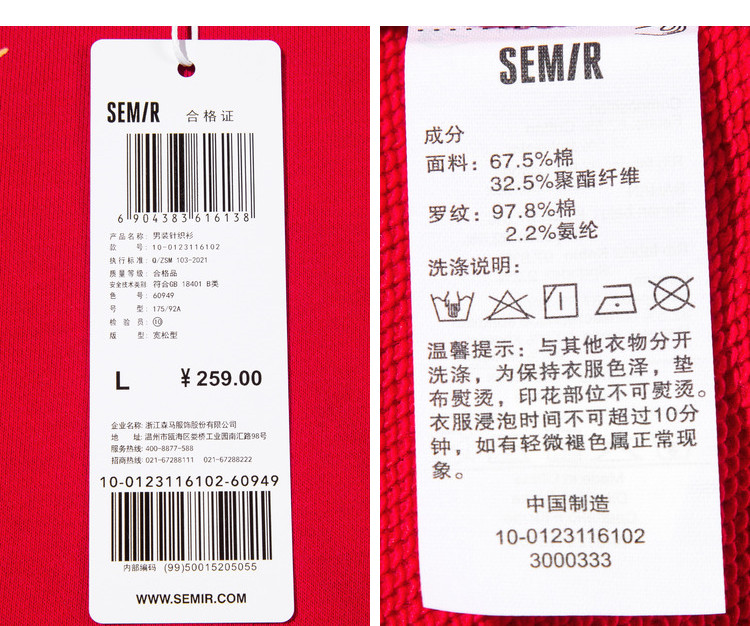 SEM/R 合格证
6 904383 616138
产品名称: 男装针织衫
款 号: 10-0123116102
执行标准: Q/ZSM 103-2021
质量等级: 合格品
安全技术类别 符合GB 18401 B类
色 号: 60949
号 型: 175/92A
检 验 员: 10
版 型: 宽松型
L ¥259.00
企业名称: 浙江森马服饰股份有限公司
地 址: 温州市瓯海区娄桥工业园南汇路98号
服务热线: 400-8877-588
招商热线: 021-67288111 021-67288222
10-0123116102-60949
内部编码 (99)50015205055
WWW.SEMIR.COM
SEM/R
成分
面料: 67.5%棉
32.5%聚酯纤维
罗纹: 97.8%棉
2.2%氨纶
洗涤说明:
温馨提示: 与其他衣物分开
洗涤，为保持衣服色泽，垫
布熨烫，印花部位不可熨烫。
衣服浸泡时间不可超过10分
钟，如有轻微褪色属正常现
象。
中国制造
10-0123116102
3000333